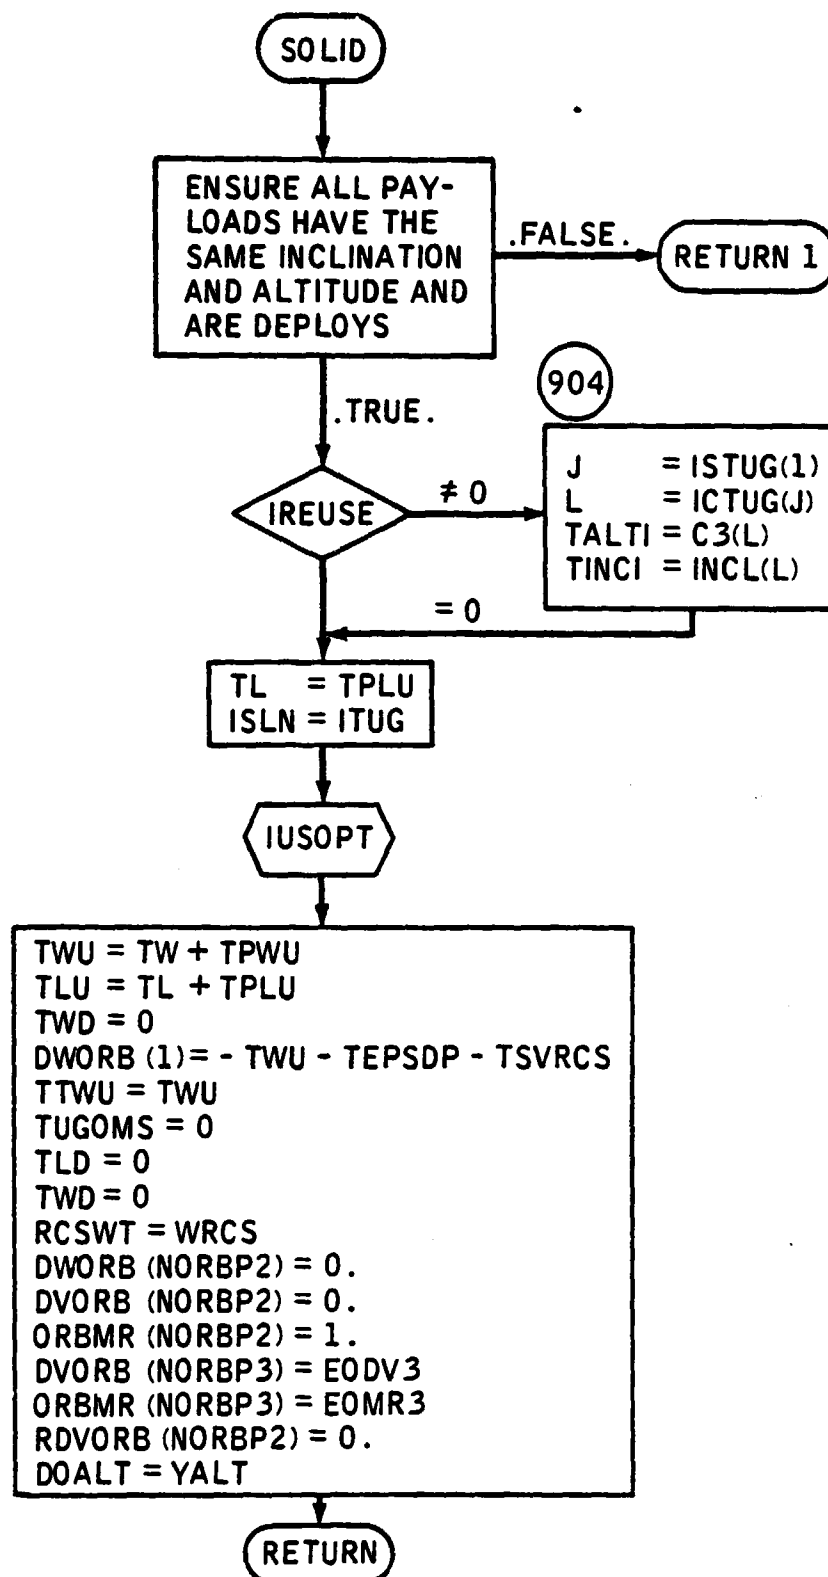 SOLID
ENSURE ALL PAY-
LOADS HAVE THE
SAME INCLINATION
AND ALTITUDE AND
ARE DEPLOYS
.FALSE.
RETURN 1
.TRUE.
904
IREUSE
≠ 0
J = ISTUG(1)
L = ICTUG(J)
TALTI = C3(L)
TINCI = INCL(L)
= 0
TL = TPLU
ISLN = ITUG
IUSOPT
TWU = TW + TPWU
TLU = TL + TPLU
TWD = 0
DWORB (1) = - TWU - TEPSDP - TSVRCS
TTWU = TWU
TUGOMS = 0
TLD = 0
TWD = 0
RCSWT = WRCS
DWORB (NORBP2) = 0.
DVORB (NORBP2) = 0.
ORBMR (NORBP2) = 1.
DVORB (NORBP3) = EODV3
ORBMR (NORBP3) = EOMR3
RDVORB (NORBP2) = 0.
DOALT = YALT
RETURN